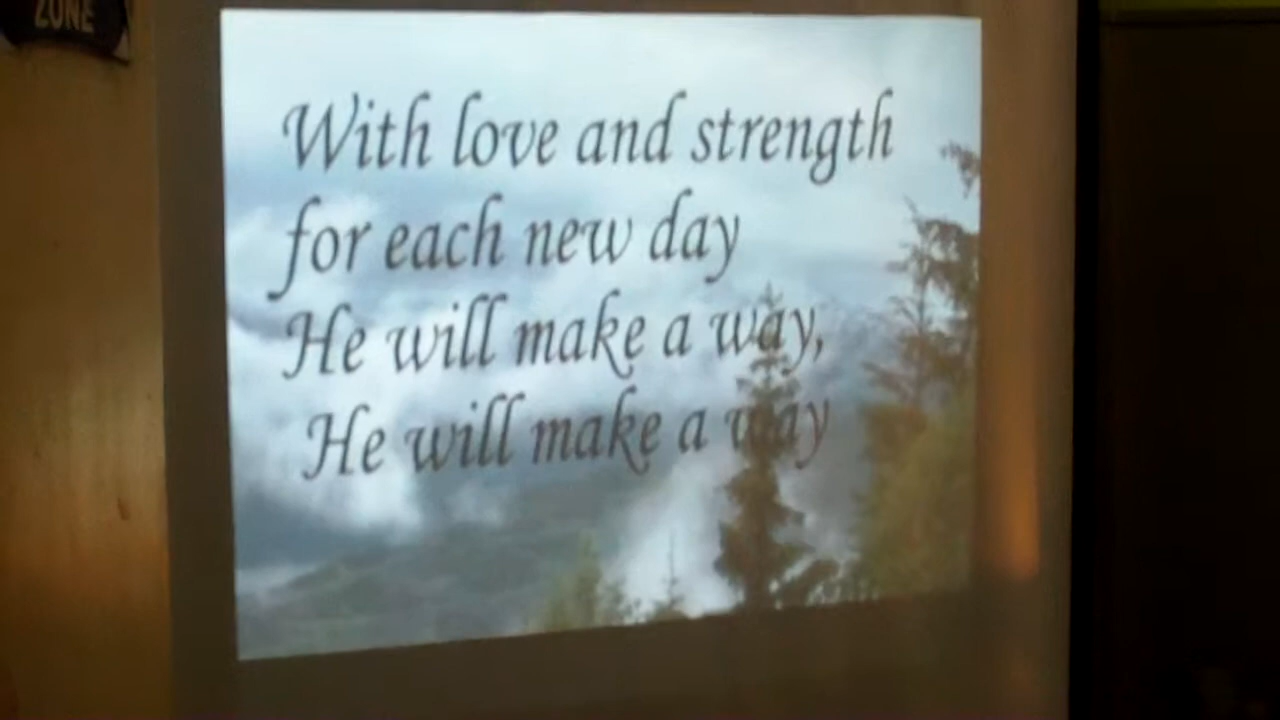 ZONE
With love and strength
for each new day
He will make a way,
He will make a way